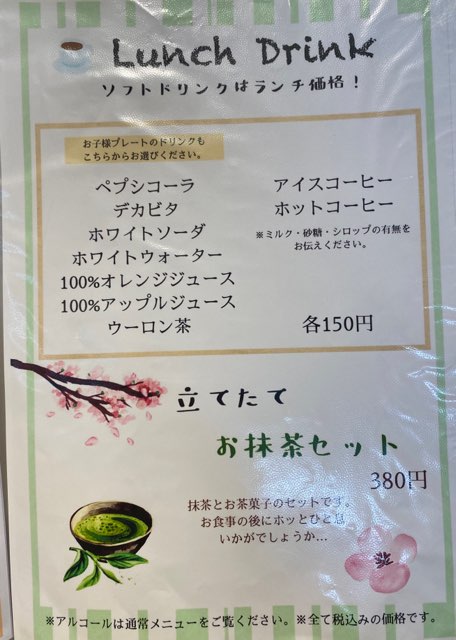 Lunch Drink
ソフトドリンクはランチ価格！
お子様プレートのドリンクも
こちらからお選びください。
ペプシコーラ
デカビタ
ホワイトソーダ
ホワイトウォーター
100%オレンジジュース
100%アップルジュース
ウーロン茶
アイスコーヒー
ホットコーヒー
※ミルク・砂糖・シロップの有無を
お伝えください。
各150円
立てたて
お抹茶セット
380円
抹茶とお茶菓子のセットです。
お食事の後にホッとひと息
いかがでしょうか…
※アルコールは通常メニューをご覧ください。※全て税込みの価格です。